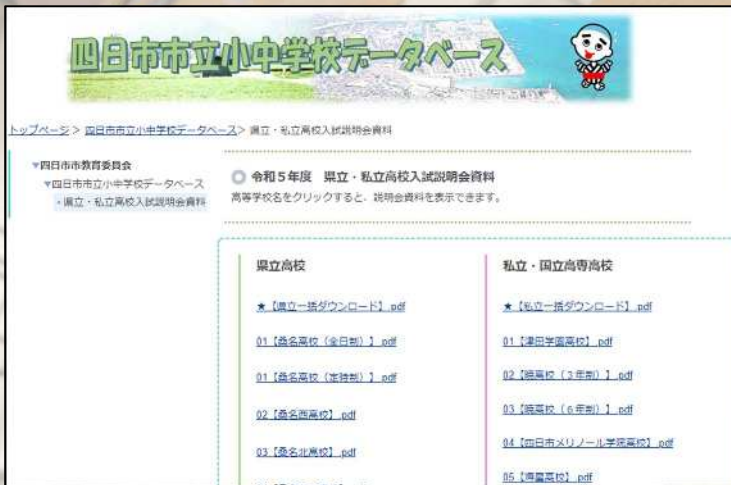 四日市市立小中学校データベース
トップページ > 四日市市立小中学校データベース> 県立・私立高校入試説明会資料
▼四日市市教育委員会
▼四日市市立小中学校データベース
・県立・私立高校入試説明会資料
令和5年度 県立・私立高校入試説明会資料
高等学校名をクリックすると、説明会資料を表示できます。
県立高校
★【県立一括ダウンロード】.pdf
01【桑名高校(全日制)】.pdf
01【桑名高校(定時制)】.pdf
02【桑名西高校】.pdf
03【桑名北高校】.pdf
私立・国立高専高校
★【私立一括ダウンロード】.pdf
01【津田学園高校】.pdf
02【暁高校(3年制)】.pdf
03【暁高校(6年制)】.pdf
04【四日市メリノール学院高校】.pdf
05【海星高校】.pdf